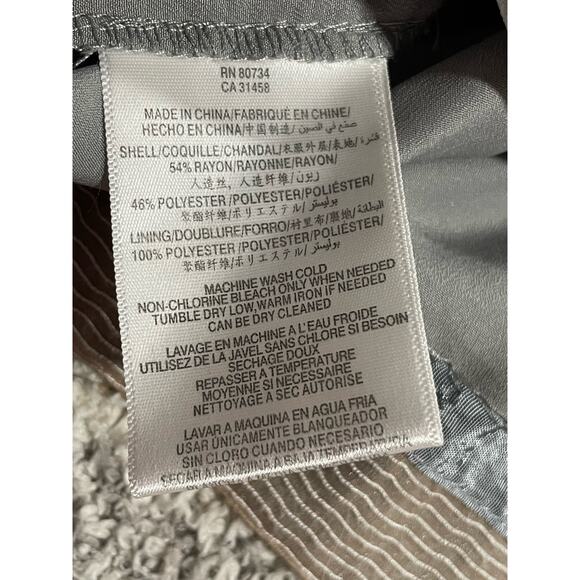 RN 80734
CA 31458
MADE IN CHINA/FABRIQUÉ EN CHINE/
HECHO EN CHINA/中国制造/ صنع في الصين/
SHELL/COQUILLE/CHANDAL/衣服外层/表地/ قشرة/
54% RAYON/RAYONNE/RAYON/
人造丝, 人造纤维/ رايون/
46% POLYESTER/POLYESTER/POLIÉSTER/
聚酯纤维/ポリエステル/ بوليستر/
LINING/DOUBLURE/FORRO/衬里布/裏地/ البطانة/
100% POLYESTER/POLYESTER/POLIÉSTER/
聚酯纤维/ポリエステル/ بوليستر/
MACHINE WASH COLD
NON-CHLORINE BLEACH ONLY WHEN NEEDED
TUMBLE DRY LOW, WARM IRON IF NEEDED
CAN BE DRY CLEANED
LAVAGE EN MACHINE A L'EAU FROIDE
UTILISEZ DE LA JAVEL SANS CHLORE SI BESOIN
SECHAGE DOUX
REPASSER A TEMPERATURE
MOYENNE SI NECESSAIRE
NETTOYAGE A SEC AUTORISE
LAVAR A MAQUINA EN AGUA FRIA
USAR ÚNICAMENTE BLANQUEADOR
SIN CLORO CUANDO NECESARIO
SECAR A MAQUINA A BAJA TEMPERATURA